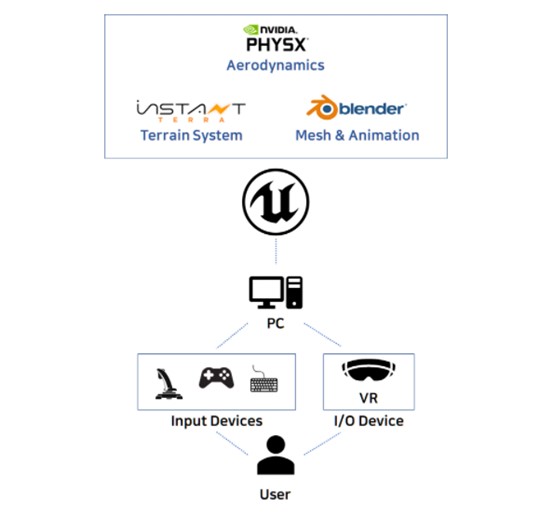 NVIDIA.
PHYSX
Aerodynamics
INSTANT
TERRA
blender
Terrain System
Mesh & Animation
PC
VR
Input Devices
I/O Device
User